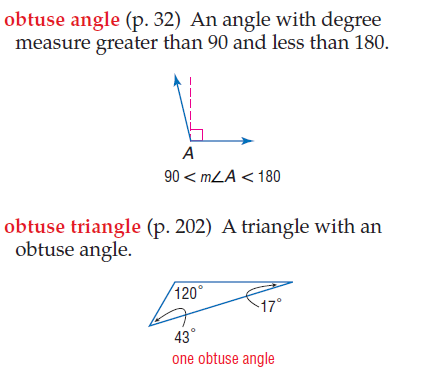 obtuse angle (p. 32) An angle with degree
measure greater than 90 and less than 180.
A
90 < m∠A < 180
obtuse triangle (p. 202) A triangle with an
obtuse angle.
120°
17°
43°
one obtuse angle